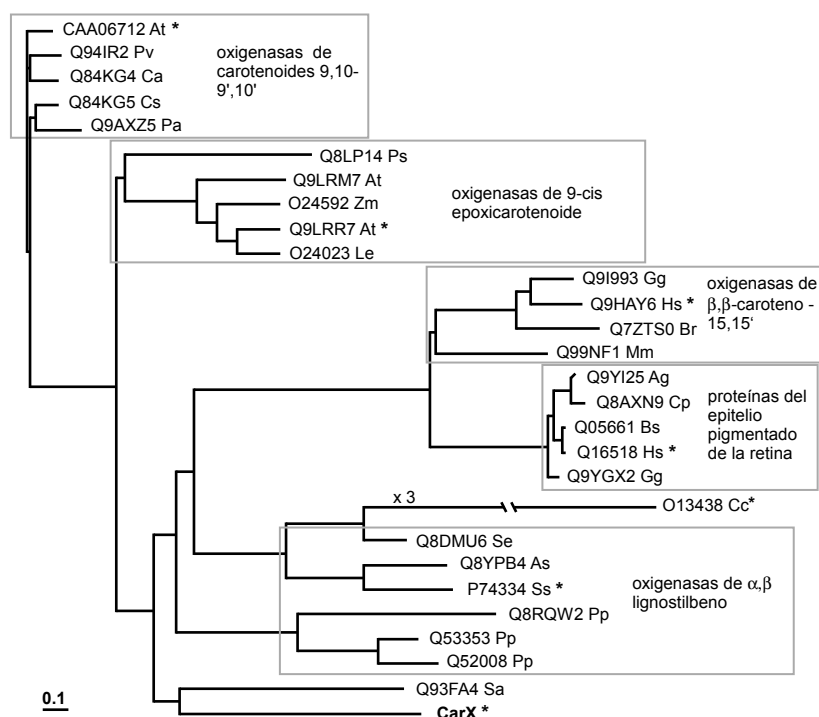 CAA06712 At *
Q94IR2 Pv
Q84KG4 Ca
Q84KG5 Cs
Q9AXZ5 Pa
oxigenasas de
carotenoides 9,10-
9',10'
Q8LP14 Ps
Q9LRM7 At
O24592 Zm
Q9LRR7 At *
O24023 Le
oxigenasas de 9-cis
epoxicarotenoide
Q9I993 Gg
Q9HAY6 Hs *
Q7ZTS0 Br
Q99NF1 Mm
oxigenasas de
β,β-caroteno -
15,15‘
Q9YI25 Ag
Q8AXN9 Cp
Q05661 Bs
Q16518 Hs *
Q9YGX2 Gg
proteínas del
epitelio
pigmentado
de la retina
x 3
O13438 Cc*
Q8DMU6 Se
Q8YPB4 As
P74334 Ss *
Q8RQW2 Pp
Q53353 Pp
Q52008 Pp
oxigenasas de α,β
lignostilbeno
Q93FA4 Sa
CarX *
0.1